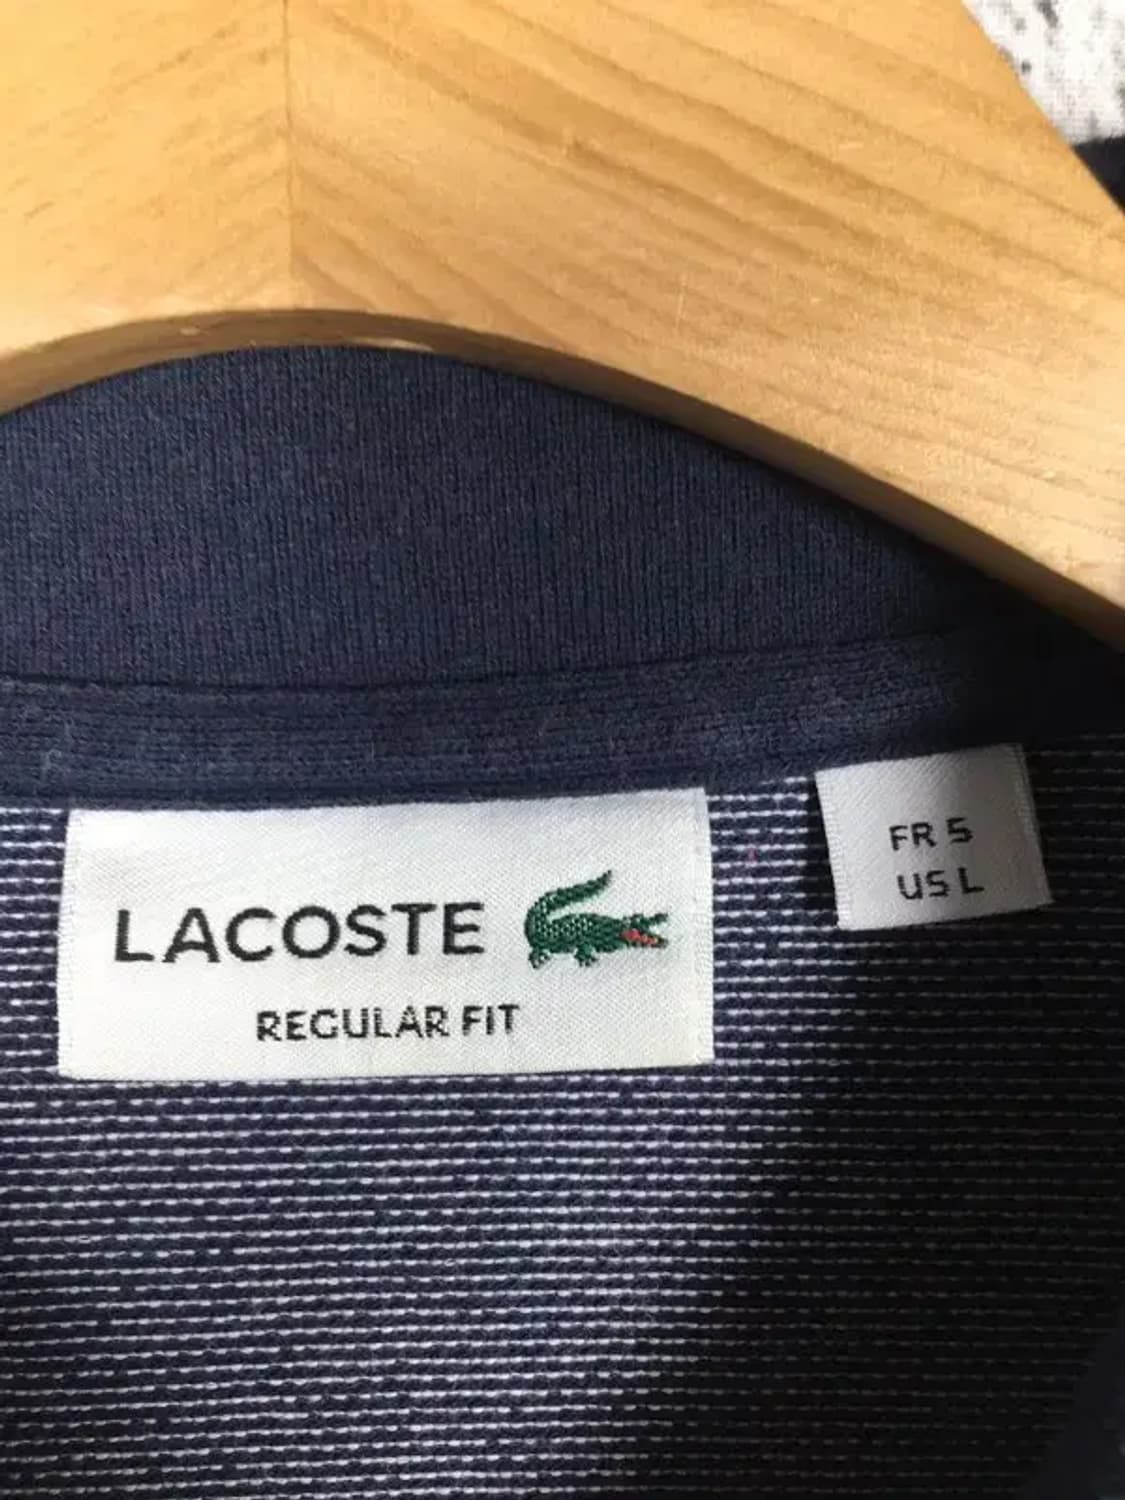 LACOSTE
REGULAR FIT
FR 5
US L